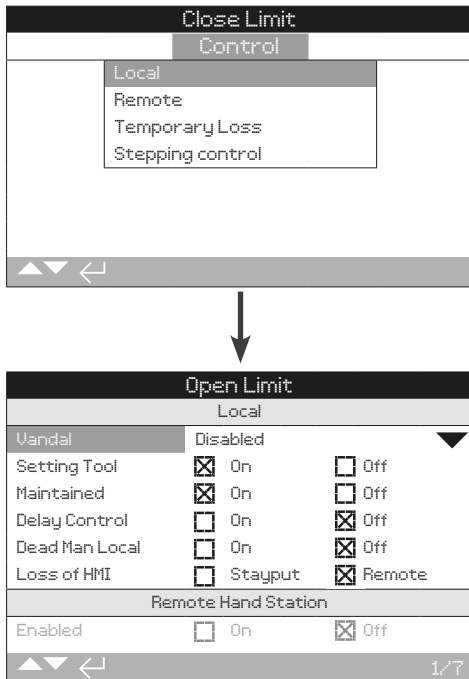 Close Limit
Control
Local
Remote
Temporary Loss
Stepping control
Open Limit
Local
Vandal Disabled
Setting Tool On Off
Maintained On Off
Delay Control On Off
Dead Man Local On Off
Loss of HMI Stayput Remote
Remote Hand Station
Enabled On Off
1/7